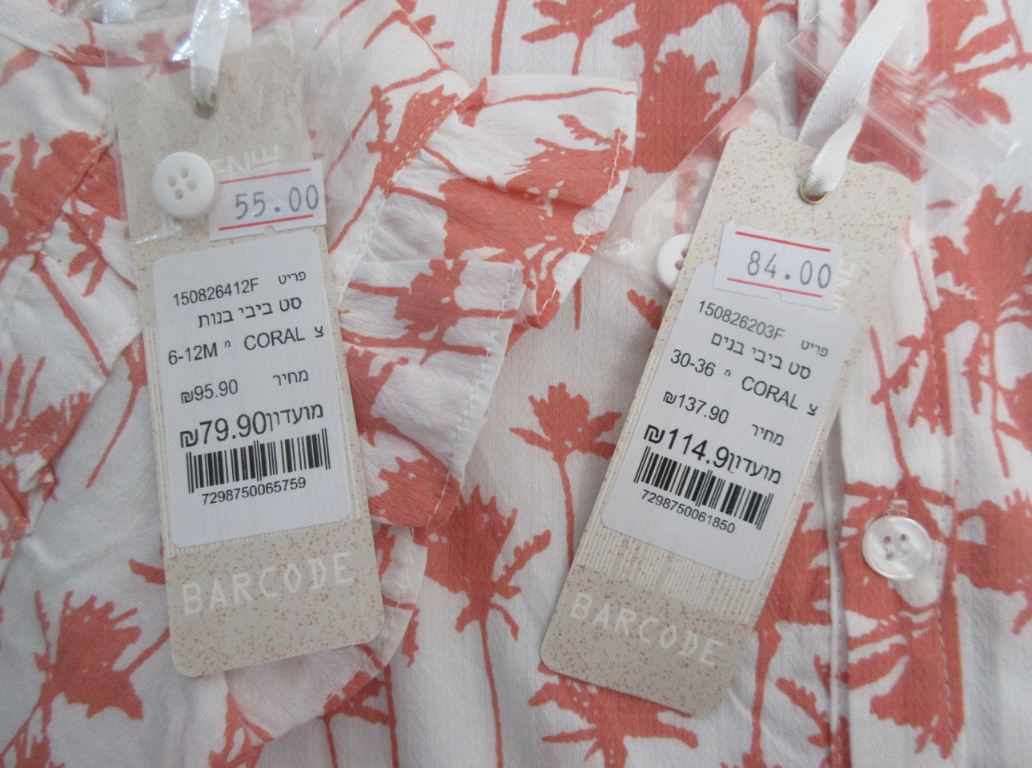 55.00
פריט 150826412F
סט ביבי בנות
צ CORAL מ 6-12M
מחיר ₪95.90
מועדון ₪79.90
7298750065759
BARCODE
84.00
פריט 150826203F
סט ביבי בנים
צ CORAL מ 30-36
מחיר ₪137.90
מועדון ₪114.9
7298750061850
BARCODE